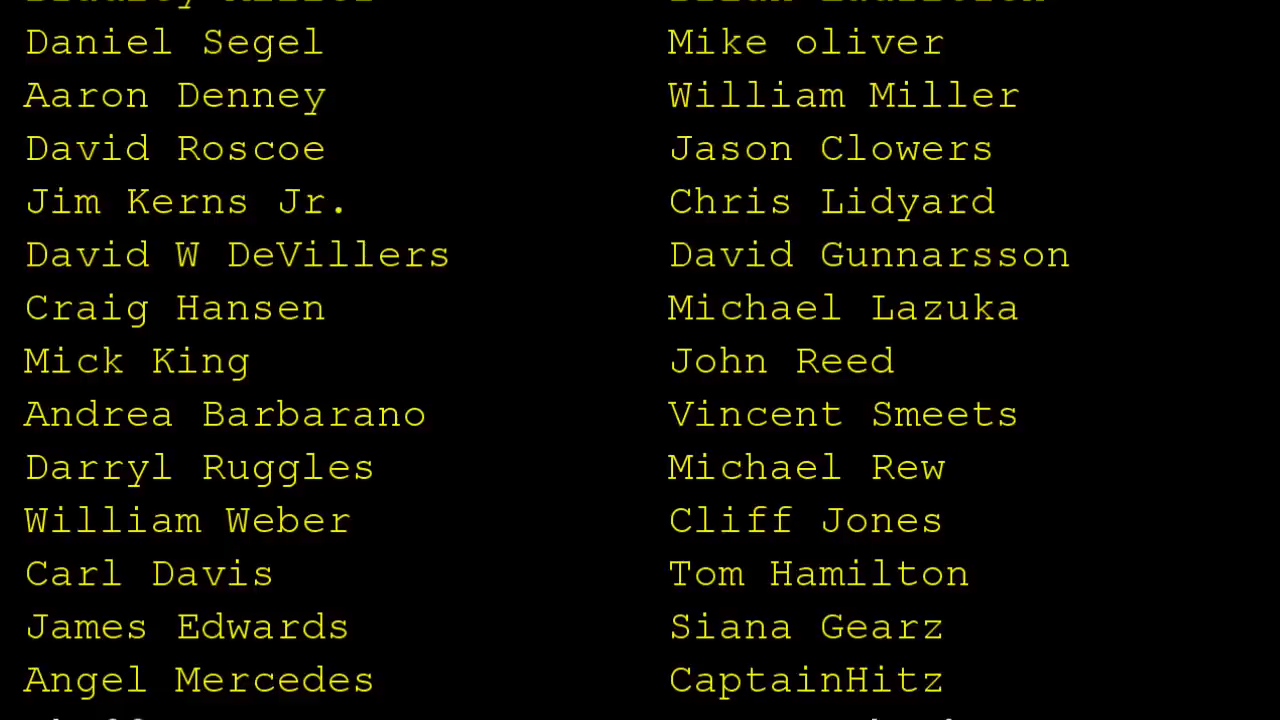 Daniel Segel
Aaron Denney
David Roscoe
Jim Kerns Jr.
David W DeVillers
Craig Hansen
Mick King
Andrea Barbarano
Darryl Ruggles
William Weber
Carl Davis
James Edwards
Angel Mercedes
Mike oliver
William Miller
Jason Clowers
Chris Lidyard
David Gunnarsson
Michael Lazuka
John Reed
Vincent Smeets
Michael Rew
Cliff Jones
Tom Hamilton
Siana Gearz
CaptainHitz